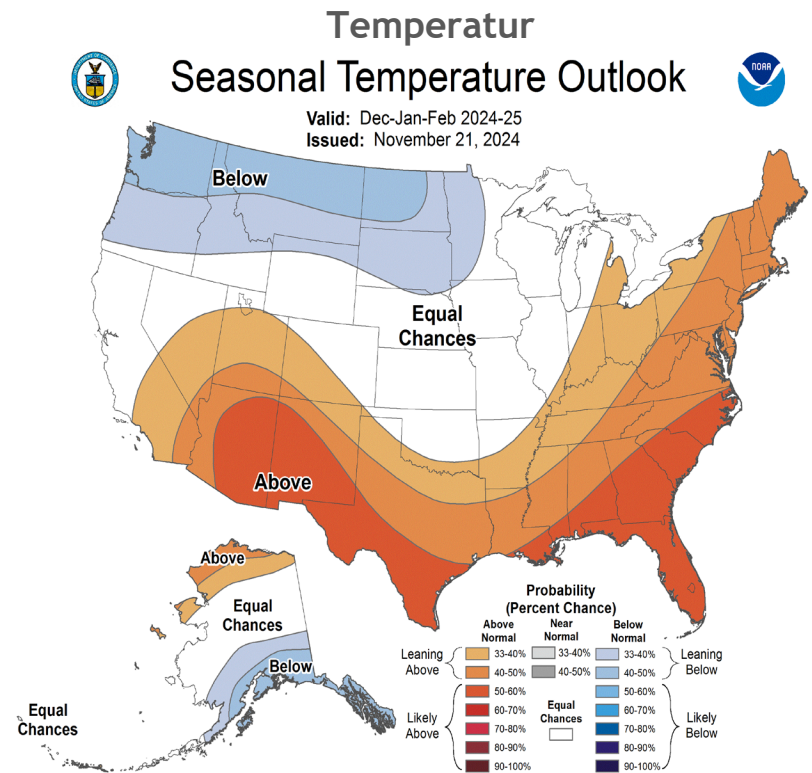 Temperatur
Seasonal Temperature Outlook
NOAA
Valid: Dec-Jan-Feb 2024-25
Issued: November 21, 2024
Below
Equal
Chances
Above
Above
Equal
Chances
Below
Equal
Chances
Probability
(Percent Chance)
Above
Normal
Near
Normal
Below
Normal
Leaning
Above
33-40%
40-50%
33-40%
40-50%
33-40%
40-50%
Leaning
Below
Likely
Above
50-60%
60-70%
70-80%
80-90%
90-100%
Equal
Chances
50-60%
60-70%
70-80%
80-90%
90-100%
Likely
Below